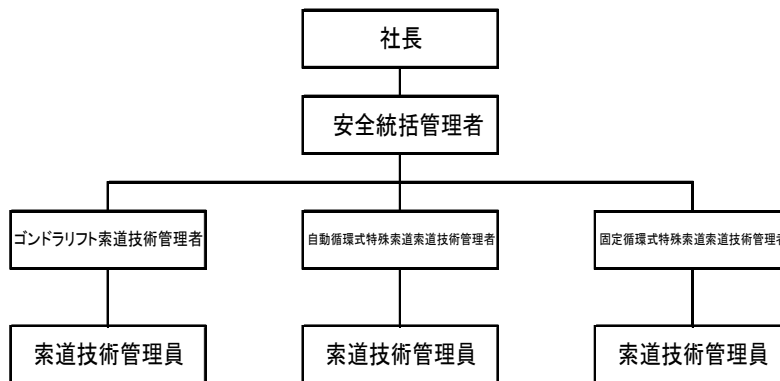 社長
安全統括管理者
ゴンドラリフト索道技術管理者
自動循環式特殊索道索道技術管理者
固定循環式特殊索道索道技術管理者
索道技術管理員
索道技術管理員
索道技術管理員